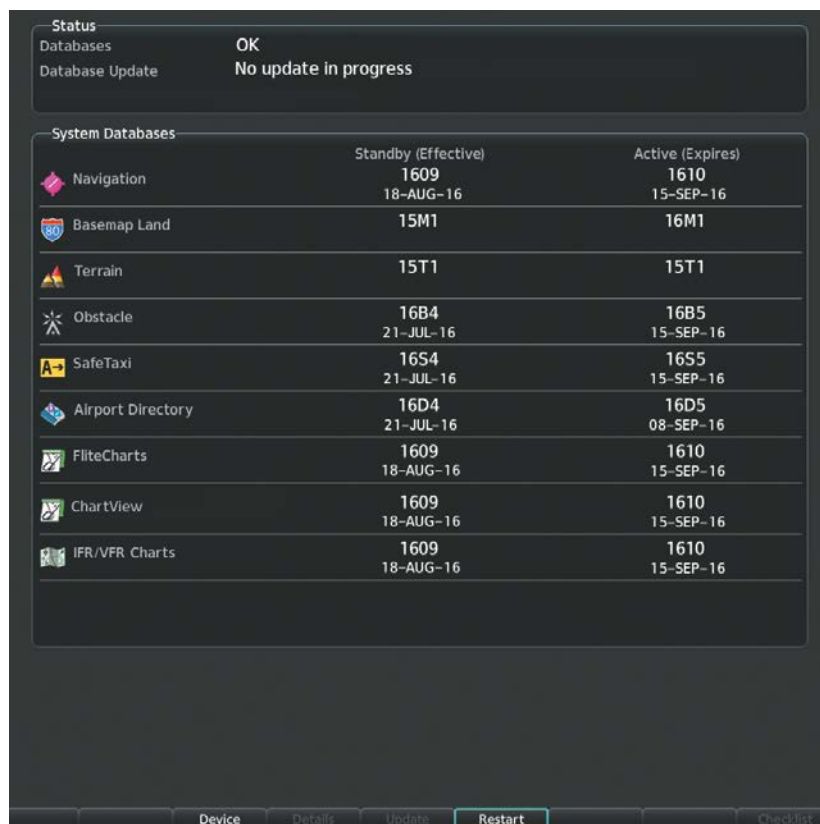 Status
Databases OK
Database Update No update in progress
System Databases
Standby (Effective) Active (Expires)
Navigation 1609 1610
18-AUG-16 15-SEP-16
80 Basemap Land 15M1 16M1
Terrain 15T1 15T1
Obstacle 16B4 16B5
21-JUL-16 15-SEP-16
A→ SafeTaxi 16S4 16S5
21-JUL-16 15-SEP-16
Airport Directory 16D4 16D5
21-JUL-16 08-SEP-16
FliteCharts 1609 1610
18-AUG-16 15-SEP-16
ChartView 1609 1610
18-AUG-16 15-SEP-16
IFR/VFR Charts 1609 1610
18-AUG-16 15-SEP-16
Device Details Update Restart Checklist